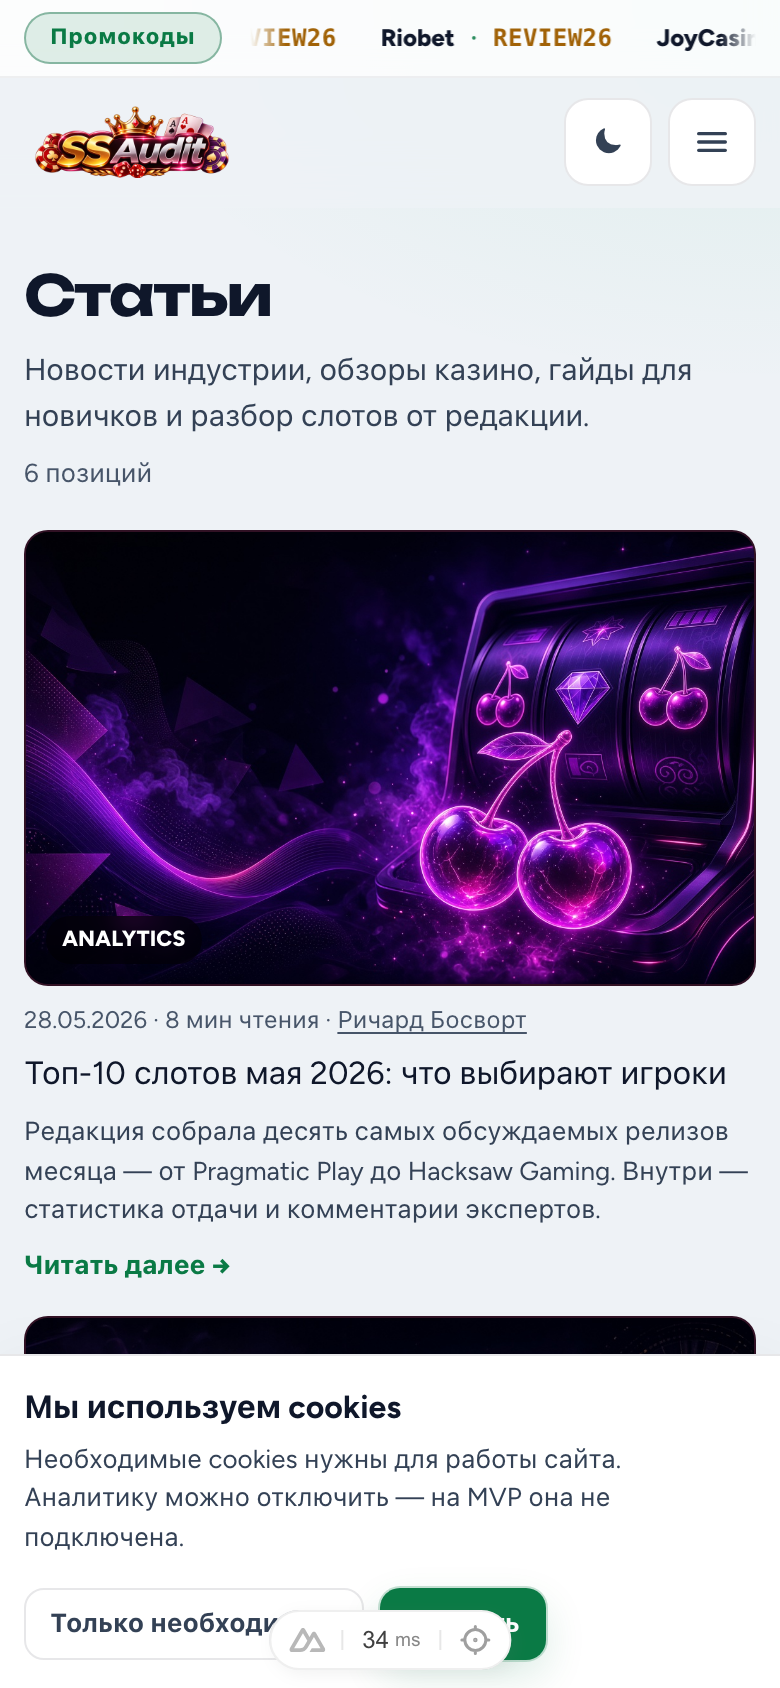 Промокоды REVIEW26 Riobet · REVIEW26
SSAudit
Статьи
Новости индустрии, обзоры казино, гайды для
новичков и разбор слотов от редакции.
6 позиций
ANALYTICS
28.05.2026 · 8 мин чтения · Ричард Босворт
Топ-10 слотов мая 2026: что выбирают игроки
Редакция собрала десять самых обсуждаемых релизов
месяца — от Pragmatic Play до Hacksaw Gaming. Внутри —
статистика отдачи и комментарии экспертов.
Читать далее →
Мы используем cookies
Необходимые cookies нужны для работы сайта.
Аналитику можно отключить — на MVP она не
подключена.
Только
34 ms